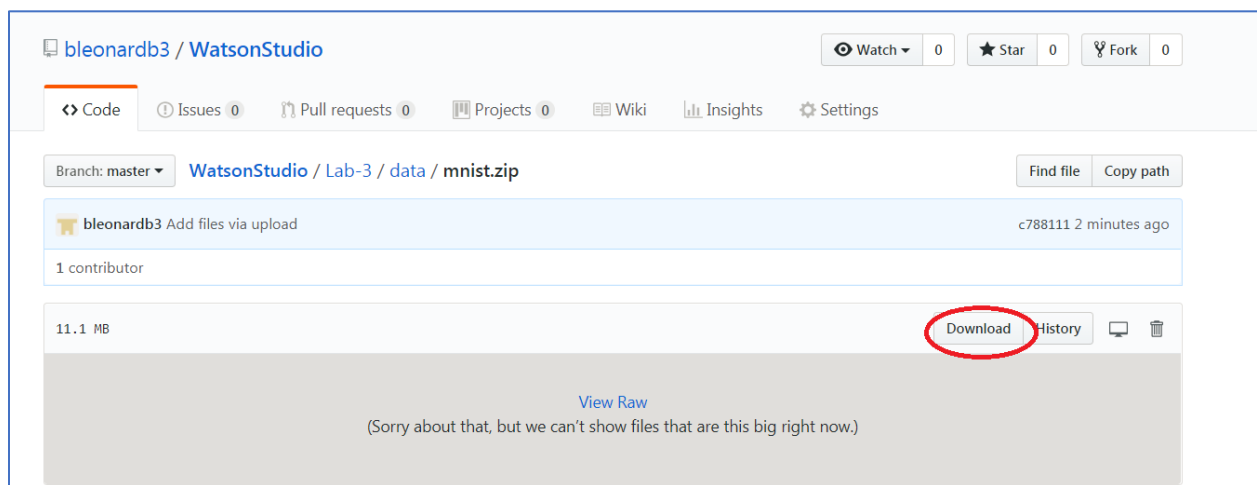 bleonardb3 / WatsonStudio
Watch 0 Star 0 Fork 0
Code Issues 0 Pull requests 0 Projects 0 Wiki Insights Settings
Branch: master WatsonStudio / Lab-3 / data / mnist.zip Find file Copy path
bleonardb3 Add files via upload c788111 2 minutes ago
1 contributor
11.1 MB Download History
View Raw
(Sorry about that, but we can't show files that are this big right now.)